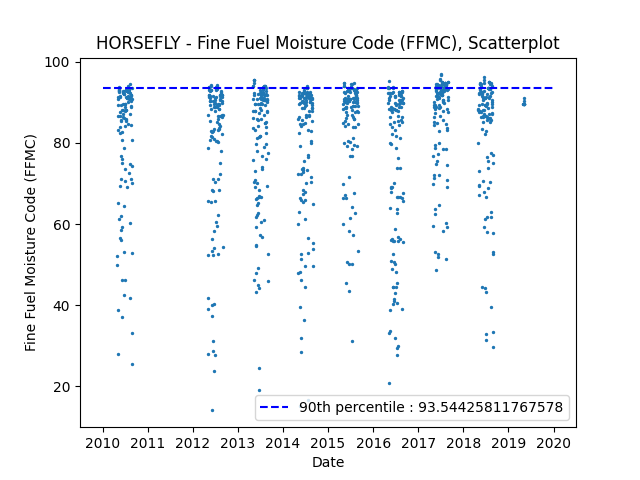 HORSEFLY - Fine Fuel Moisture Code (FFMC), Scatterplot
Fine Fuel Moisture Code (FFMC)
100
80
60
40
20
90th percentile : 93.54425811767578
2010 2011 2012 2013 2014 2015 2016 2017 2018 2019 2020
Date